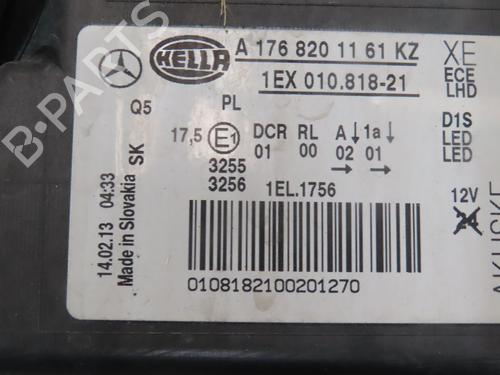 HELLA
A 176 820 11 61 KZ
1EX 010.818-21
XE
ECE
LHD
Q5
PL
17,5 E1 DCR RL A↓ 1a↓
01 00 02 01
→ →
3255
3256
1EL.1756
D1S
LED
LED
12V
14.02.13 04:33
Made in Slovakia SK
0108182100201270